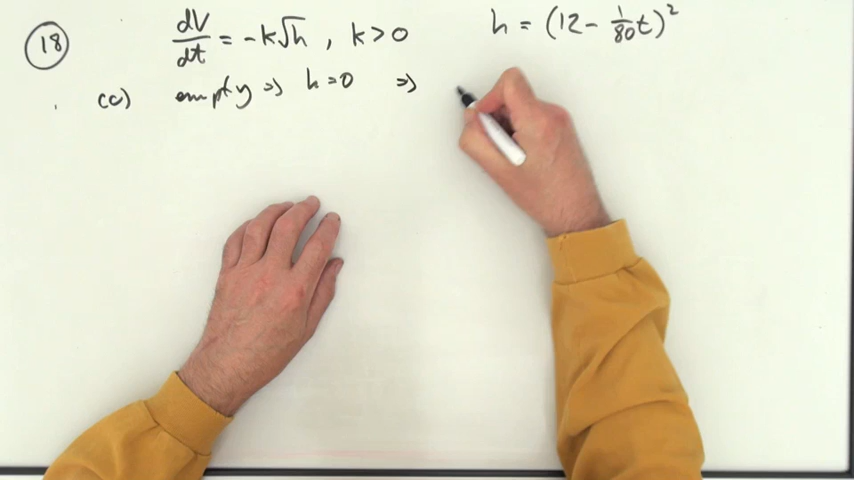 18 dV/dt = -k√h , k>0 h = (12 - 1/80 t)²
(c) empty ⇒ h=0 ⇒